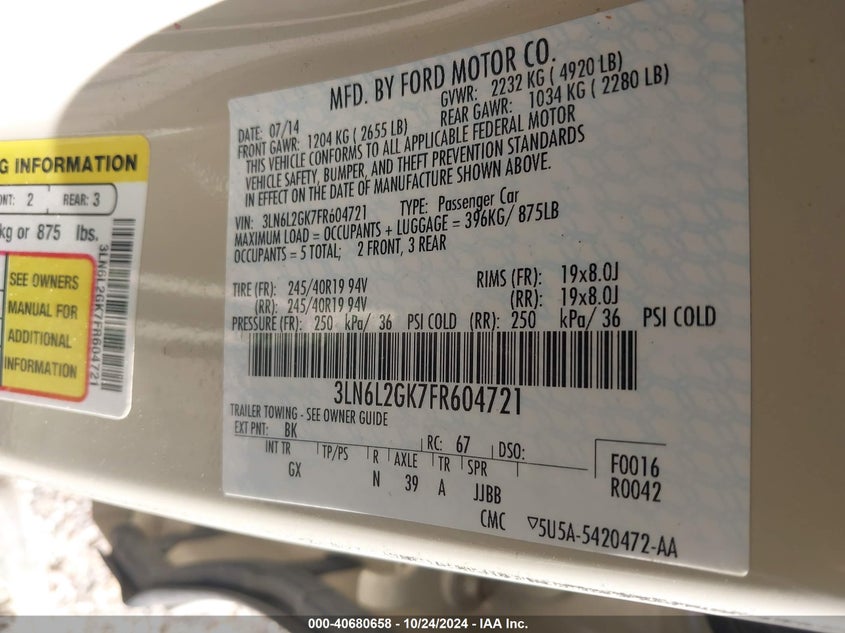 MFD. BY FORD MOTOR CO.
DATE: 07/14 GVWR: 2232 KG ( 4920 LB)
FRONT GAWR: 1204 KG ( 2655 LB) REAR GAWR: 1034 KG ( 2280 LB)
THIS VEHICLE CONFORMS TO ALL APPLICABLE FEDERAL MOTOR
VEHICLE SAFETY, BUMPER, AND THEFT PREVENTION STANDARDS
IN EFFECT ON THE DATE OF MANUFACTURE SHOWN ABOVE.
VIN: 3LN6L2GK7FR604721 TYPE: Passenger Car
MAXIMUM LOAD = OCCUPANTS + LUGGAGE = 396KG/ 875LB
OCCUPANTS = 5 TOTAL; 2 FRONT, 3 REAR
TIRE (FR): 245/40R19 94V RIMS (FR): 19x8.0J
(RR): 245/40R19 94V (RR): 19x8.0J
PRESSURE (FR): 250 kPa/ 36 PSI COLD (RR): 250 kPa/ 36 PSI COLD
3LN6L2GK7FR604721
TRAILER TOWING - SEE OWNER GUIDE
EXT PNT: BK RC: 67 DSO: F0016
INT TR TP/PS R AXLE TR SPR R0042
GX N 39 A JJBB
CMC ▽5U5A-5420472-AA
G INFORMATION
NT: 2 REAR: 3
kg or 875 lbs.
SEE OWNERS
MANUAL FOR
ADDITIONAL
INFORMATION
3LN6L2GK7FR604721
000-40680658 - 10/24/2024 - IAA Inc.